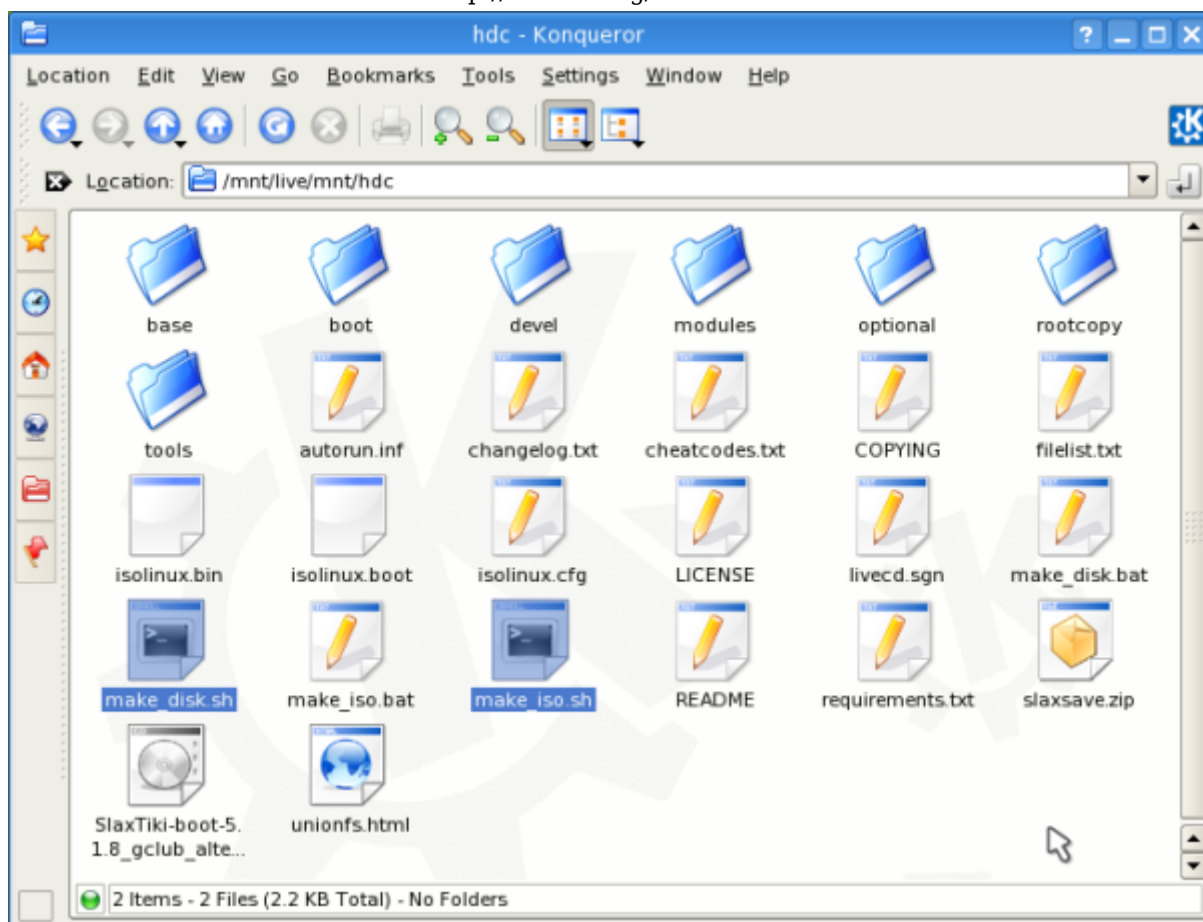 hdc - Konqueror
Location Edit View Go Bookmarks Tools Settings Window Help
Location: /mnt/live/mnt/hdc
base boot devel modules optional rootcopy
tools autorun.inf changelog.txt cheatcodes.txt COPYING filelist.txt
isolinux.bin isolinux.boot isolinux.cfg LICENSE livecd.sgn make_disk.bat
make_disk.sh make_iso.bat make_iso.sh README requirements.txt slaxsave.zip
SlaxTiki-boot-5. unionfs.html
1.8_gclub_alte...
2 Items - 2 Files (2.2 KB Total) - No Folders